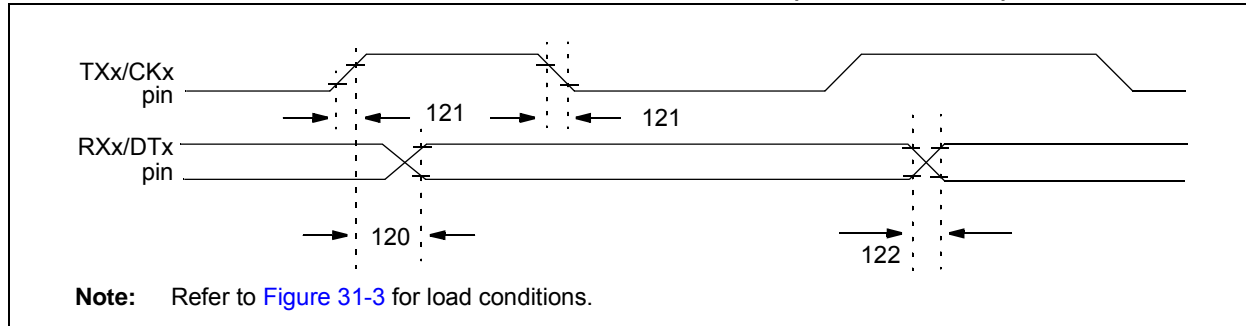 TXx/CKx
pin
121
121
RXx/DTx
pin
120
122
Note: Refer to Figure 31-3 for load conditions.